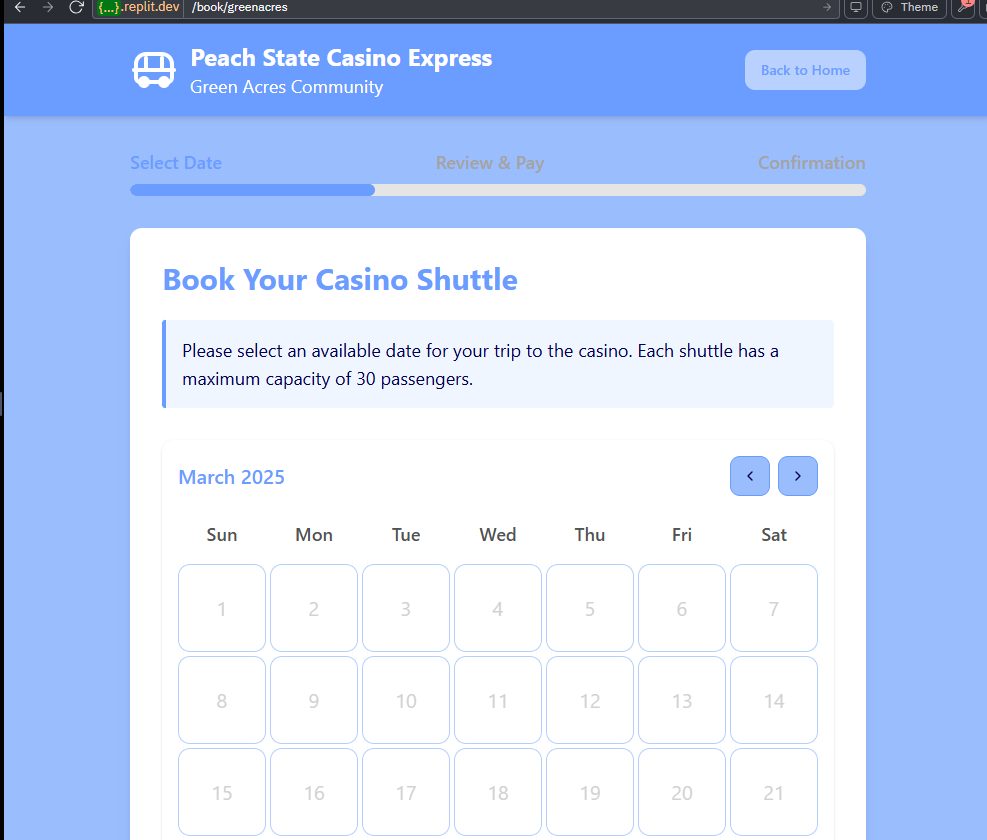 {...}.replit.dev /book/greenacres
Theme
Peach State Casino Express
Green Acres Community
Back to Home
Select Date
Review & Pay
Confirmation
Book Your Casino Shuttle
Please select an available date for your trip to the casino. Each shuttle has a
maximum capacity of 30 passengers.
March 2025
Sun Mon Tue Wed Thu Fri Sat
1 2 3 4 5 6 7
8 9 10 11 12 13 14
15 16 17 18 19 20 21